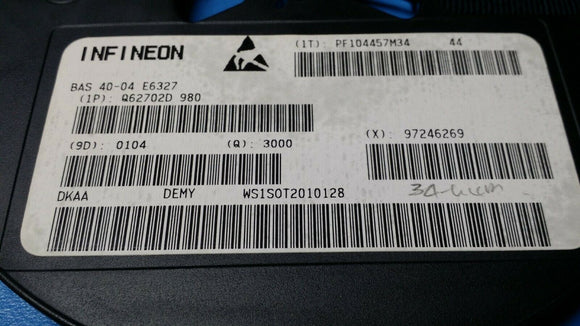 INFINEON
(1T): PF104457M34 44
BAS 40-04 E6327
(1P): Q62702D 980
(9D): 0104 (Q): 3000
(X): 97246269
DKAA DEMY WS1SOT2010128